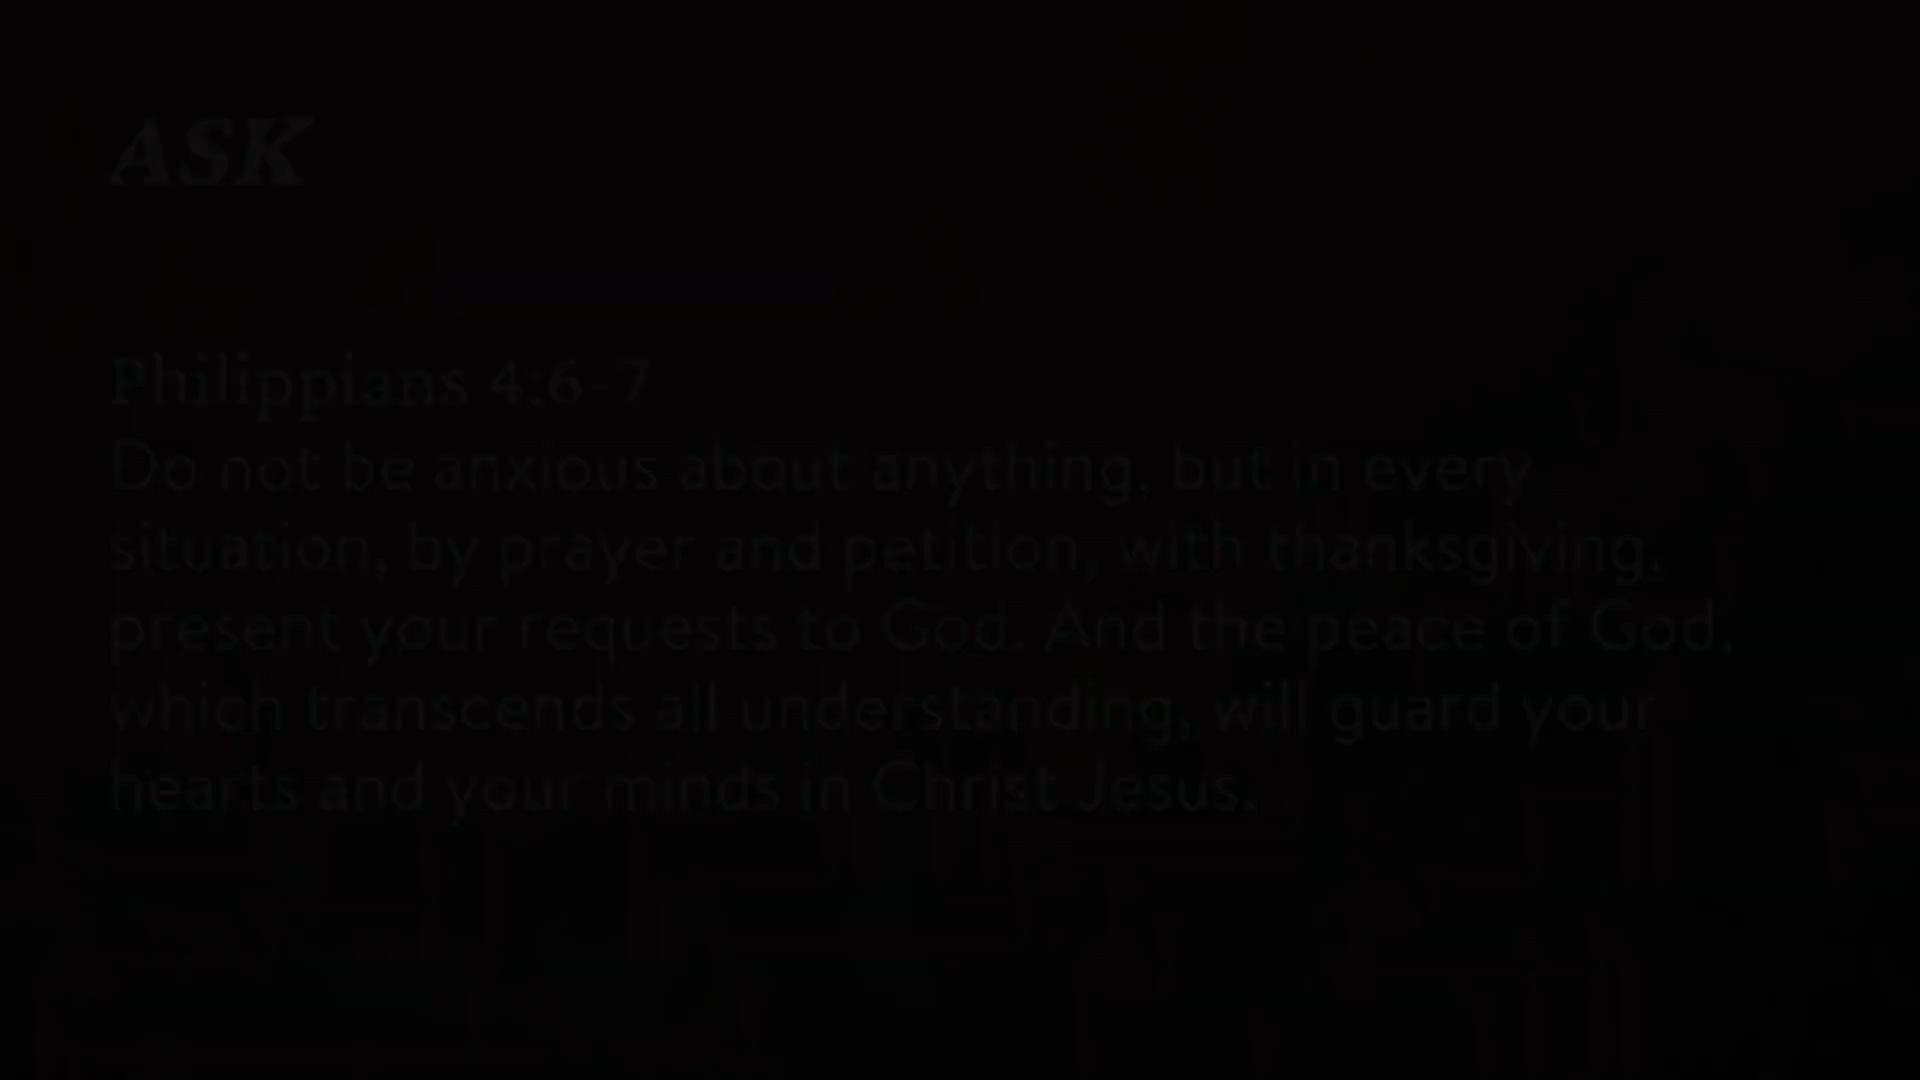 ASK
Philippians 4:6-7
Do not be anxious about anything, but in every
situation, by prayer and petition, with thanksgiving,
present your requests to God. And the peace of God,
which transcends all understanding, will guard your
hearts and your minds in Christ Jesus.